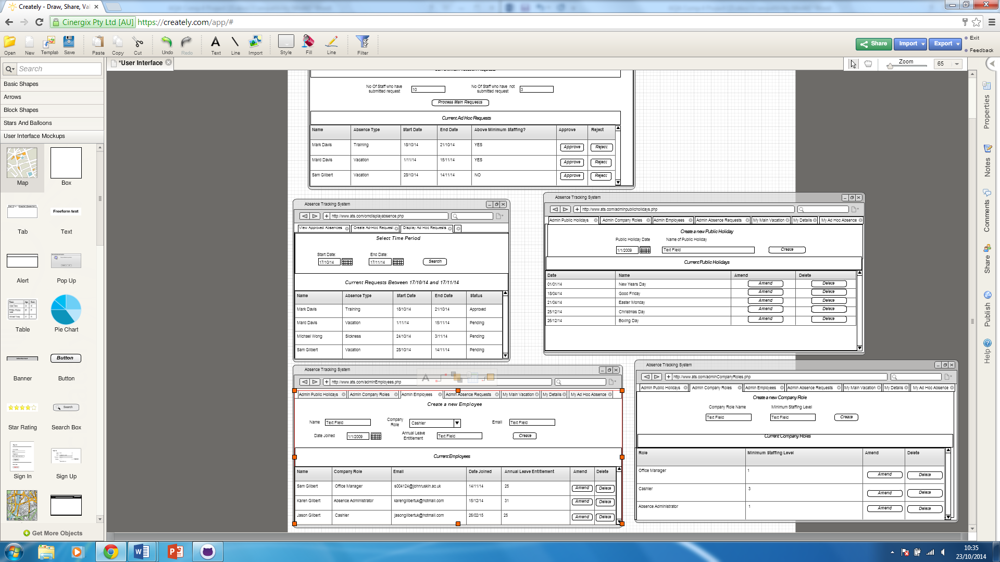 Creately - Draw, Share, Val
Cinergix Pty Ltd [AU] https://creately.com/app/#
Open New Templat Save Paste Copy Cut Undo Redo Text Line Import Style Fill Line Filter
Share Import Export Exit
Feedback
Search
*User Interface
Zoom
65
Basic Shapes
Arrows
Block Shapes
Stars And Balloons
User Interface Mockups
Map Box
Freeform text
Tab Text
Alert Pop Up
Table Pie Chart
Button
Banner Button
Search
Star Rating Search Box
Sign In Sign Up
Get More Objects
Properties
Notes
Comments
Share
Publish
Help
No Of Staff who have submitted request 10
No Of Staff who have not submitted request 3
Process Main Requests
Current Ad Hoc Requests
Name Absence Type Start Date End Date Above Minimum Staffing? Approve Reject
Mark Davis Training 18/10/14 21/10/14 YES Approve Reject
Mard Davis Vacation 1/11/14 15/11/14 YES Approve Reject
Sam Gilbert Vacation 28/10/14 14/11/14 NO Approve Reject
Absence Tracking System
http://www.ats.com/omdisplayabsence.php
View Approved Absences Create Ad-Hoc Request Display Ad Hoc Requests
Select Time Period
Start Date: End Date:
17/10/14 17/11/14 Search
Current Requests Between 17/10/14 and 17/11/14
Name Absence Type Start Date End Date Status
Mark Davis Training 18/10/14 21/10/14 Approved
Mard Davis Vacation 1/11/14 15/11/14 Pending
Michael Wong Sickness 24/10/14 3/11/14 Pending
Sam Gilbert Vacation 28/10/14 14/11/14 Pending
Absence Tracking System
http://www.ats.com/adminpublicholidays.php
Admin Public Holidays Admin Company Roles Admin Employees Admin Absence Requests My Main Vacation My Details My Ad Hoc Absence
Create a new Public Holiday
Public Holiday Date Name of Public Holiday
1/1/2009 Text Field Create
Current Public Holidays
Date Name Amend Delete
01/01/14 New Years Day Amend Delete
18/04/14 Good Friday Amend Delete
21/04/14 Easter Monday Amend Delete
25/12/14 Christmas Day Amend Delete
26/12/14 Boxing Day Amend Delete
Absence Tracking System
http://www.ats.com/adminEmployees.php
Admin Public Holidays Admin Company Roles Admin Employees Admin Absence Requests My Main Vacation My Details My Ad Hoc Absence
Create a new Employee
Name Text Field Company Role Cashier Email Text Field
Date Joined 1/1/2009 Annual Leave Entitlement Text Field Create
Current Employees
Name Company Role Email Date Joined Annual Leave Entitlement Amend Delete
Sam Gilbert Office Manager s004124@johnruskin.ac.uk 14/11/14 25 Amend Delete
Karen Gilbert Absence Administrator karengilbertuk@hotmail.com 15/12/14 31 Amend Delete
Jason Gilbert Cashier jasongilbertuk@hotmail.com 26/02/15 25 Amend Delete
Absence Tracking System
http://www.ats.com/adminCompanyRoles.php
Admin Public Holidays Admin Company Roles Admin Employees Admin Absence Requests My Main Vacation My Details My Ad Hoc Absence
Create a new Company Role
Company Role Name Minimum Staffing Level
Text Field Text Field Create
Current Company Roles
Role Minimum Staffing Level Amend Delete
Office Manager 1 Amend Delete
Cashier 3 Amend Delete
Absence Administrator 1 Amend Delete
10:35
23/10/2014